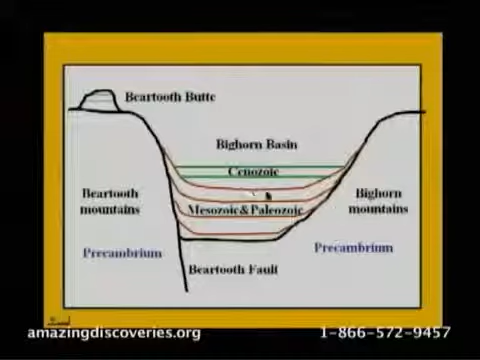 Beartooth Butte
Bighorn Basin
Cenozoic
Beartooth
mountains
Bighorn
mountains
Mesozoic&Paleozoic
Precambrium
Precambrium
Beartooth Fault
amazingdiscoveries.org
1-866-572-9457